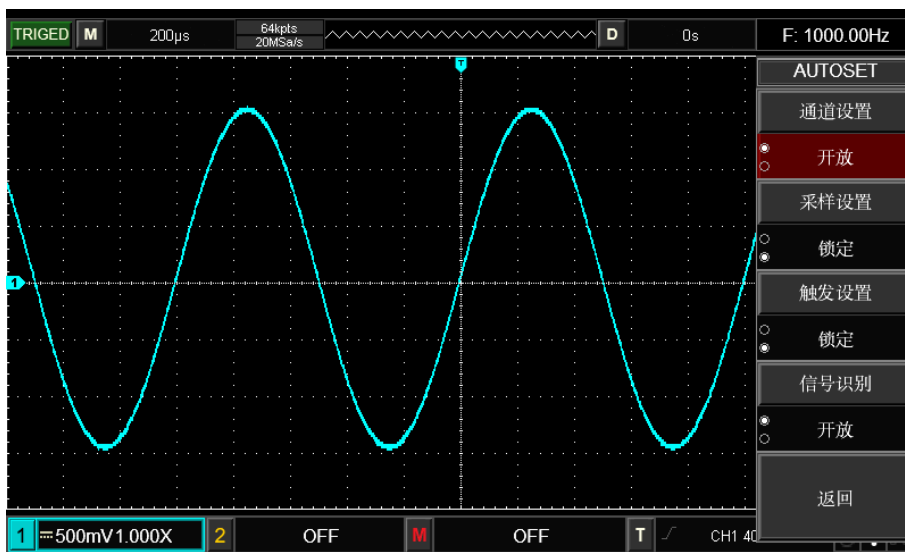 TRIGED M 200μs 64kpts D 0s F: 1000.00Hz
20MSa/s
T
AUTOSET
通道设置
开放
采样设置
锁定
1
触发设置
锁定
信号识别
开放
返回
1 500mV 1.000X 2 OFF M OFF T CH1 40